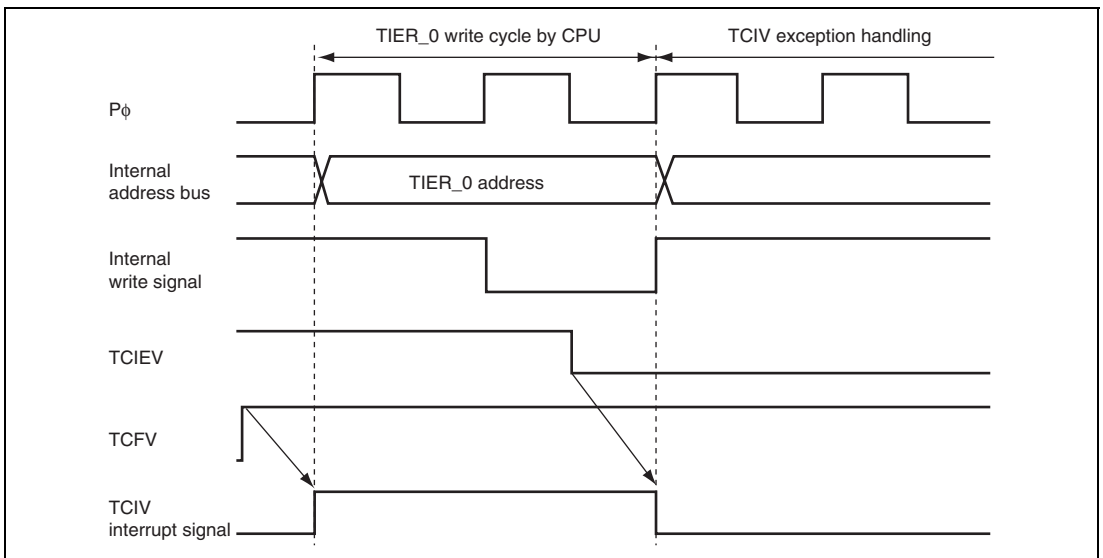 TIER_0 write cycle by CPU
TCIV exception handling
Pφ
Internal
address bus
TIER_0 address
Internal
write signal
TCIEV
TCFV
TCIV
interrupt signal